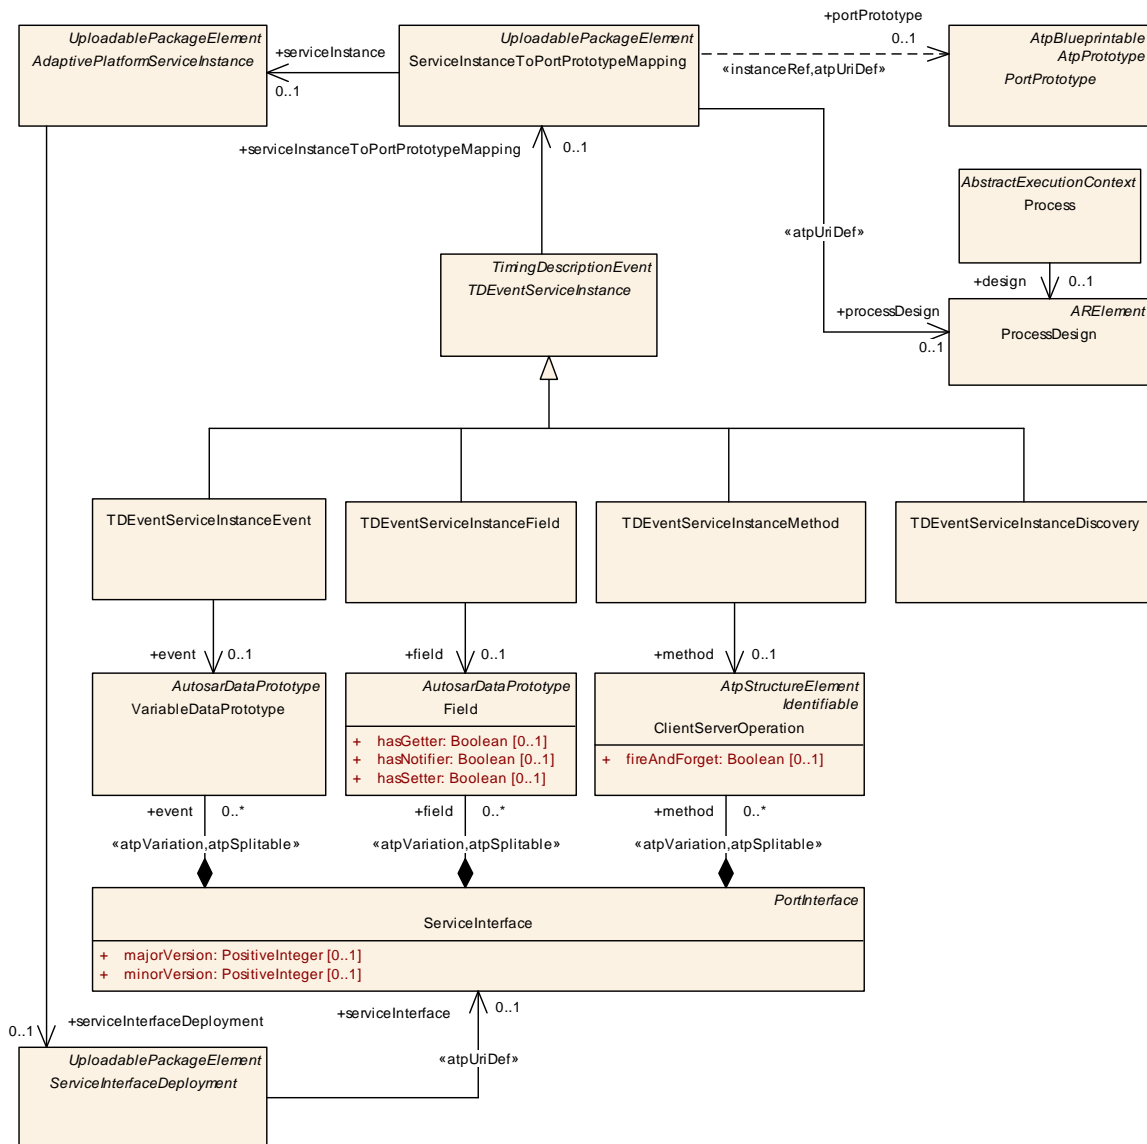 UploadablePackageElement
AdaptivePlatformServiceInstance
+serviceInstance
0..1
UploadablePackageElement
ServiceInstanceToPortPrototypeMapping
+portPrototype
0..1
«instanceRef,atpUriDef»
AtpBlueprintable
AtpPrototype
PortPrototype
+serviceInstanceToPortPrototypeMapping
0..1
AbstractExecutionContext
Process
«atpUriDef»
+design
0..1
TimingDescriptionEvent
TDEventServiceInstance
+processDesign
0..1
ARElement
ProcessDesign
TDEventServiceInstanceEvent
TDEventServiceInstanceField
TDEventServiceInstanceMethod
TDEventServiceInstanceDiscovery
+event
0..1
+field
0..1
+method
0..1
AutosarDataPrototype
VariableDataPrototype
AutosarDataPrototype
Field
+ hasGetter: Boolean [0..1]
+ hasNotifier: Boolean [0..1]
+ hasSetter: Boolean [0..1]
AtpStructureElement
Identifiable
ClientServerOperation
+ fireAndForget: Boolean [0..1]
+event
0..*
+field
0..*
+method
0..*
«atpVariation,atpSplitable»
«atpVariation,atpSplitable»
«atpVariation,atpSplitable»
PortInterface
ServiceInterface
+ majorVersion: PositiveInteger [0..1]
+ minorVersion: PositiveInteger [0..1]
+serviceInterface
0..1
0..1
+serviceInterfaceDeployment
«atpUriDef»
UploadablePackageElement
ServiceInterfaceDeployment